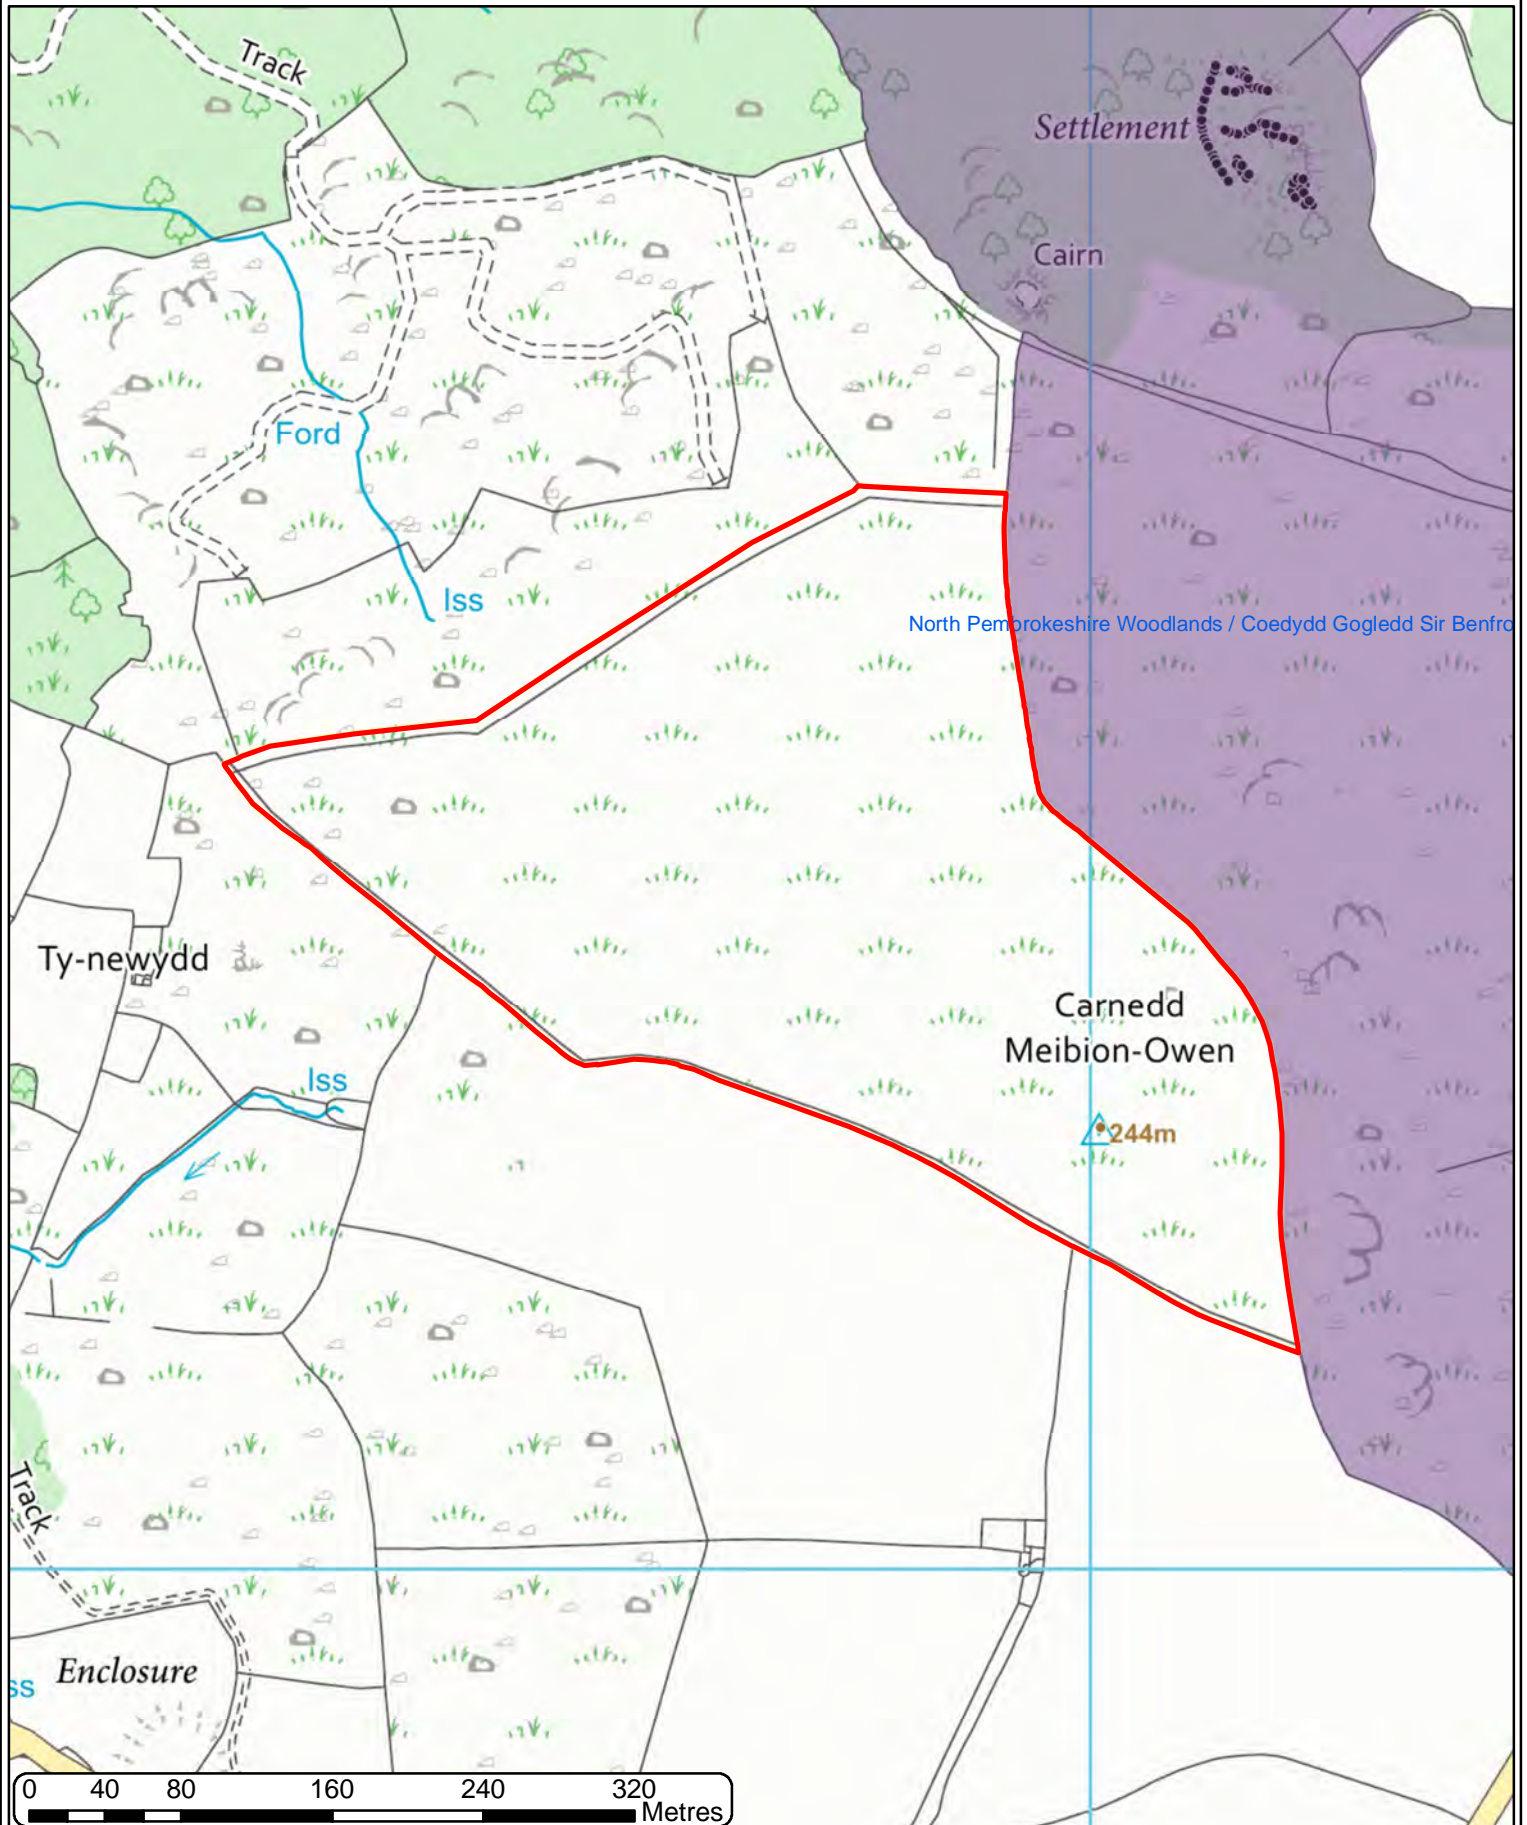 Track
Settlement
Cairn
Ford
Iss
North Pembrokeshire Woodlands / Coedydd Gogledd Sir Benfro
Ty-newydd
Carnedd
Meibion-Owen
Iss
244m
Track
Enclosure
ss
0 40 80 160 240 320
Metres